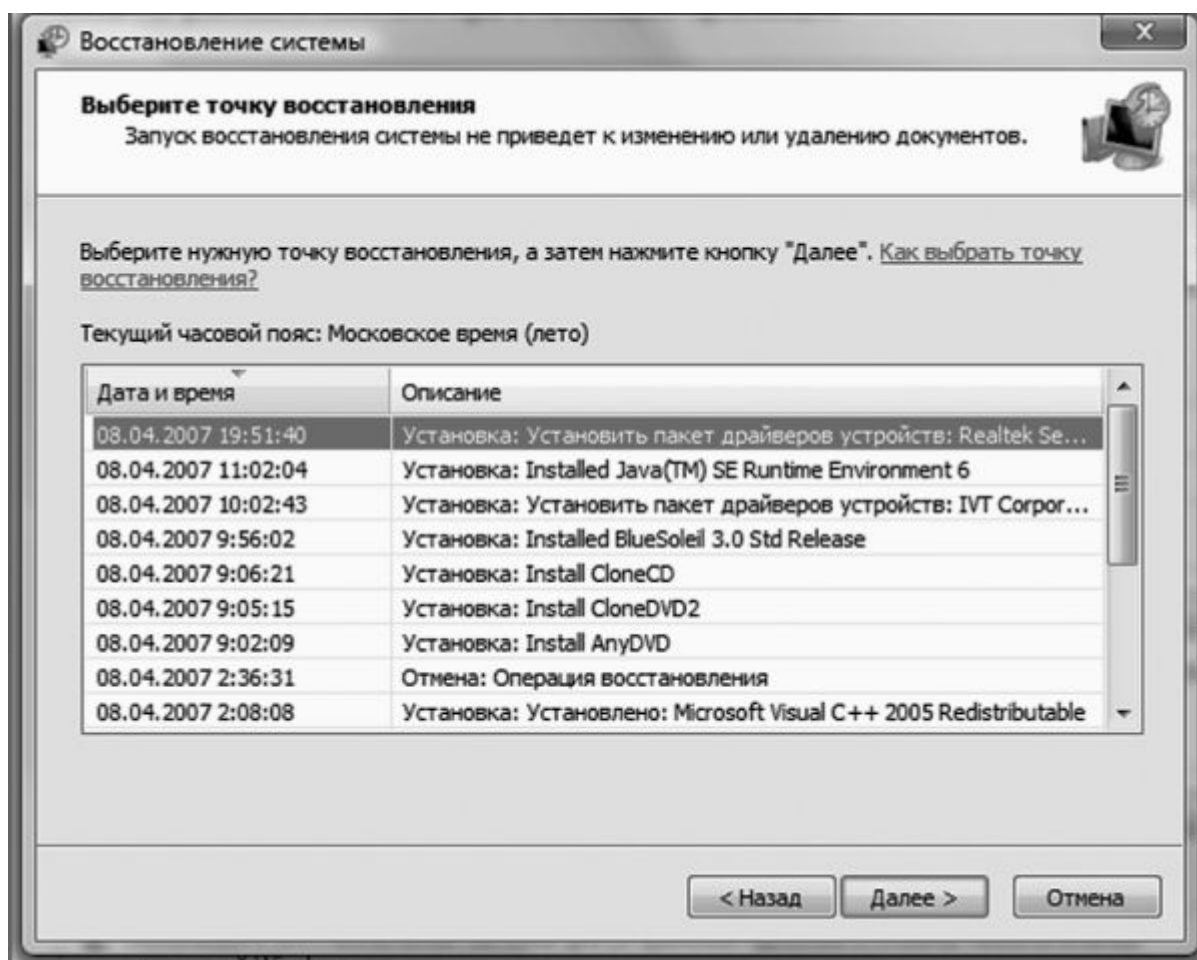 Восстановление системы
Выберите точку восстановления
Запуск восстановления системы не приведет к изменению или удалению документов.
Выберите нужную точку восстановления, а затем нажмите кнопку "Далее". Как выбрать точку
восстановления?
Текущий часовой пояс: Московское время (лето)
Дата и время Описание
08.04.2007 19:51:40 Установка: Установить пакет драйверов устройств: Realtek Se...
08.04.2007 11:02:04 Установка: Installed Java(TM) SE Runtime Environment 6
08.04.2007 10:02:43 Установка: Установить пакет драйверов устройств: IVT Corpor...
08.04.2007 9:56:02 Установка: Installed BlueSoleil 3.0 Std Release
08.04.2007 9:06:21 Установка: Install CloneCD
08.04.2007 9:05:15 Установка: Install CloneDVD2
08.04.2007 9:02:09 Установка: Install AnyDVD
08.04.2007 2:36:31 Отмена: Операция восстановления
08.04.2007 2:08:08 Установка: Установлено: Microsoft Visual C++ 2005 Redistributable
< Назад Далее > Отмена